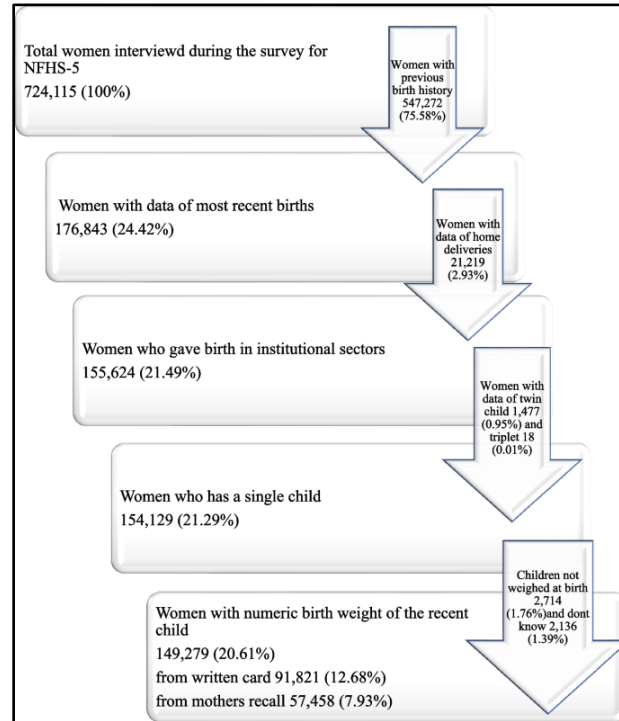 Total women interviewd during the survey for
NFHS-5
724,115 (100%)
Women with
previous
birth history
547,272
(75.58%)
Women with data of most recent births
176,843 (24.42%)
Women with
data of home
deliveries
21,219
(2.93%)
Women who gave birth in institutional sectors
155,624 (21.49%)
Women with
data of twin
child 1,477
(0.95%) and
triplet 18
(0.01%)
Women who has a single child
154,129 (21.29%)
Children not
weighed at birth
2,714
(1.76%)and dont
know 2,136
(1.39%)
Women with numeric birth weight of the recent
child
149,279 (20.61%)
from written card 91,821 (12.68%)
from mothers recall 57,458 (7.93%)